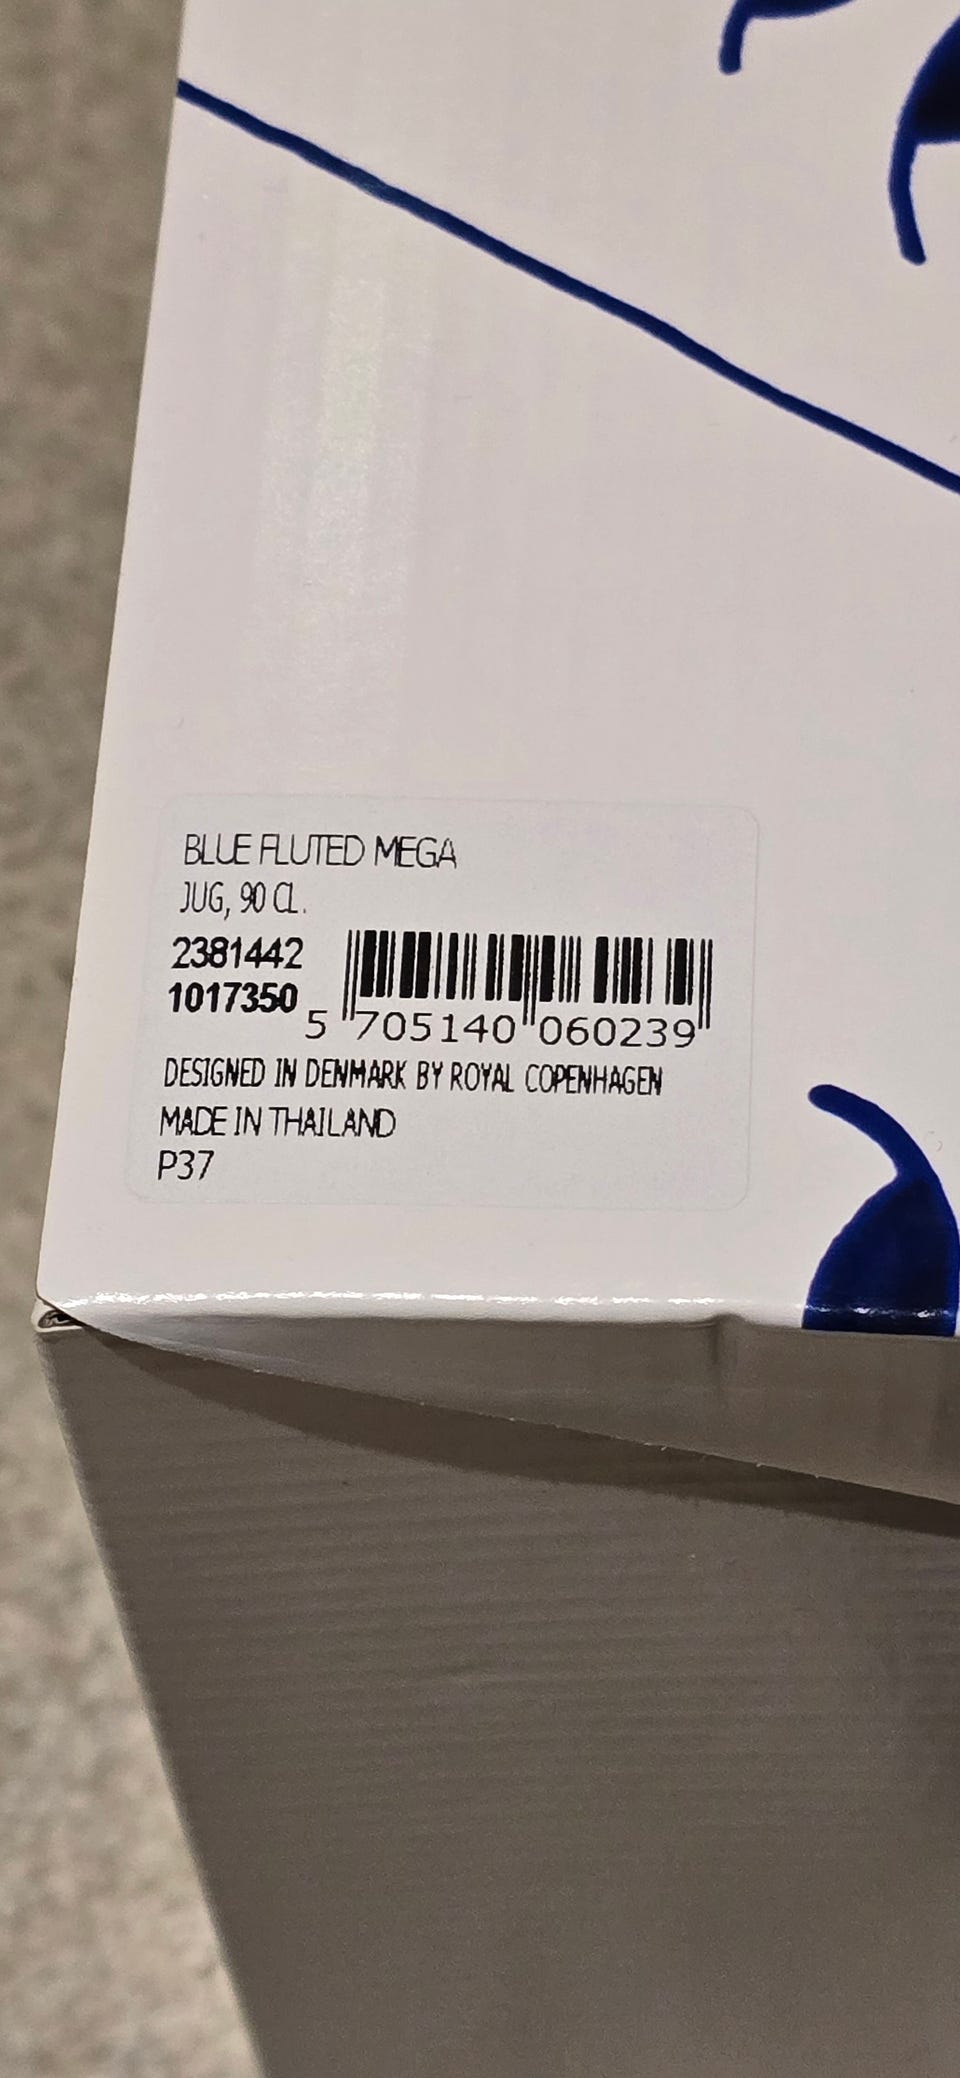 BLUE FLUTED MEGA
JUG, 90 CL.
2381442
1017350
5 705140 060239
DESIGNED IN DENMARK BY ROYAL COPENHAGEN
MADE IN THAILAND
P37